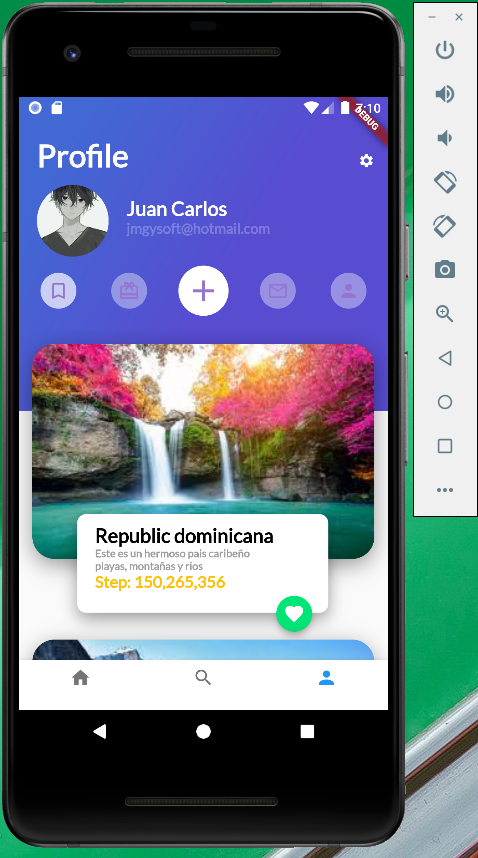 7:10
DEBUG
Profile
Juan Carlos
jmgysoft@hotmail.com
Republic dominicana
Este es un hermoso pais caribeño
playas, montañas y rios
Step: 150,265,356